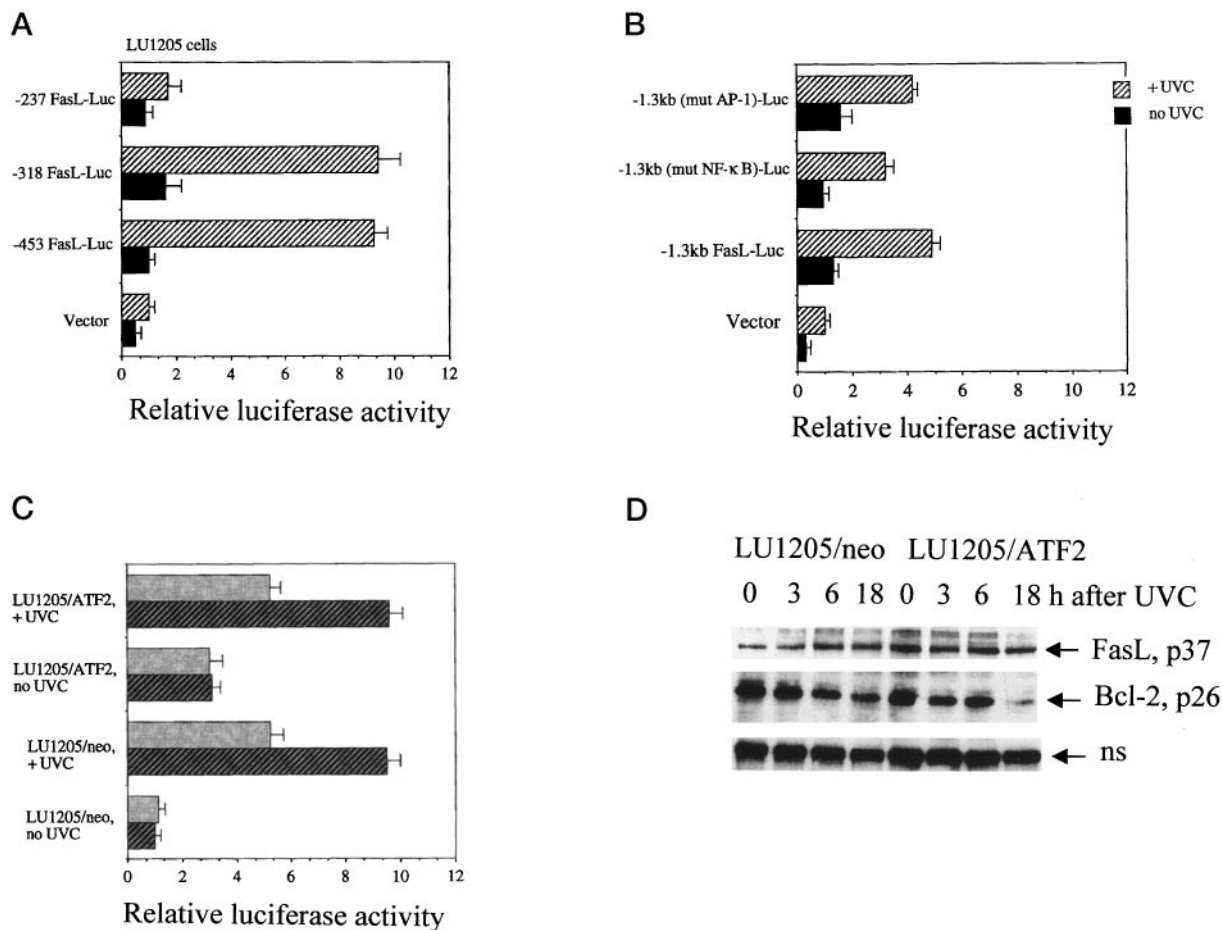 A
LU1205 cells
-237 FasL-Luc
-318 FasL-Luc
-453 FasL-Luc
Vector
0 2 4 6 8 10 12
Relative luciferase activity
B
-1.3kb (mut AP-1)-Luc
-1.3kb (mut NF-κB)-Luc
-1.3kb FasL-Luc
Vector
0 2 4 6 8 10 12
Relative luciferase activity
+ UVC
no UVC
C
LU1205/ATF2,
+ UVC
LU1205/ATF2,
no UVC
LU1205/neo,
+ UVC
LU1205/neo,
no UVC
0 2 4 6 8 10 12
Relative luciferase activity
D
LU1205/neo LU1205/ATF2
0 3 6 18 0 3 6 18 h after UVC
FasL, p37
Bcl-2, p26
ns